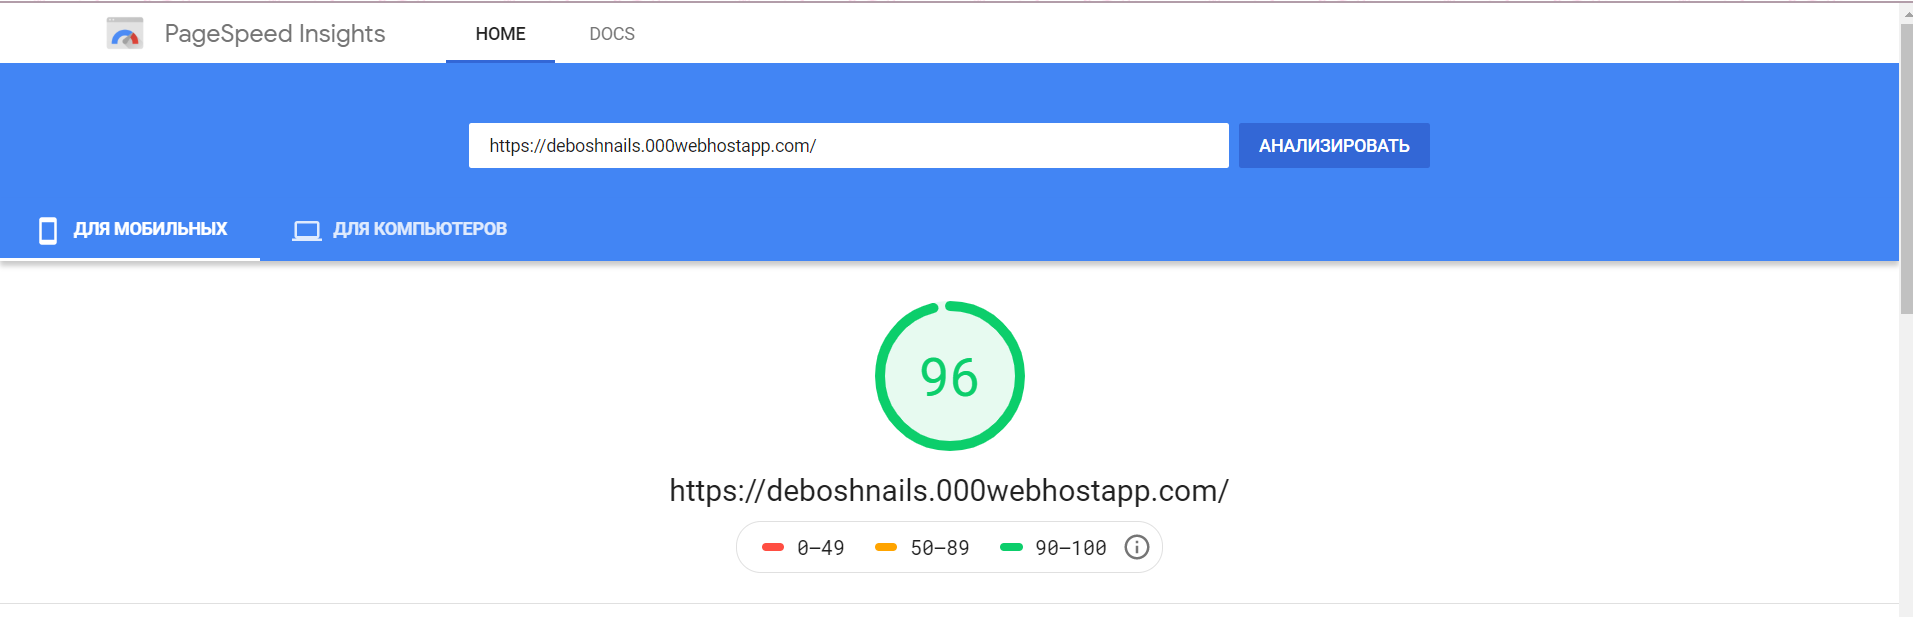 PageSpeed Insights HOME DOCS
https://deboshnails.000webhostapp.com/ АНАЛИЗИРОВАТЬ
ДЛЯ МОБИЛЬНЫХ ДЛЯ КОМПЬЮТЕРОВ
96
https://deboshnails.000webhostapp.com/
0–49 50–89 90–100